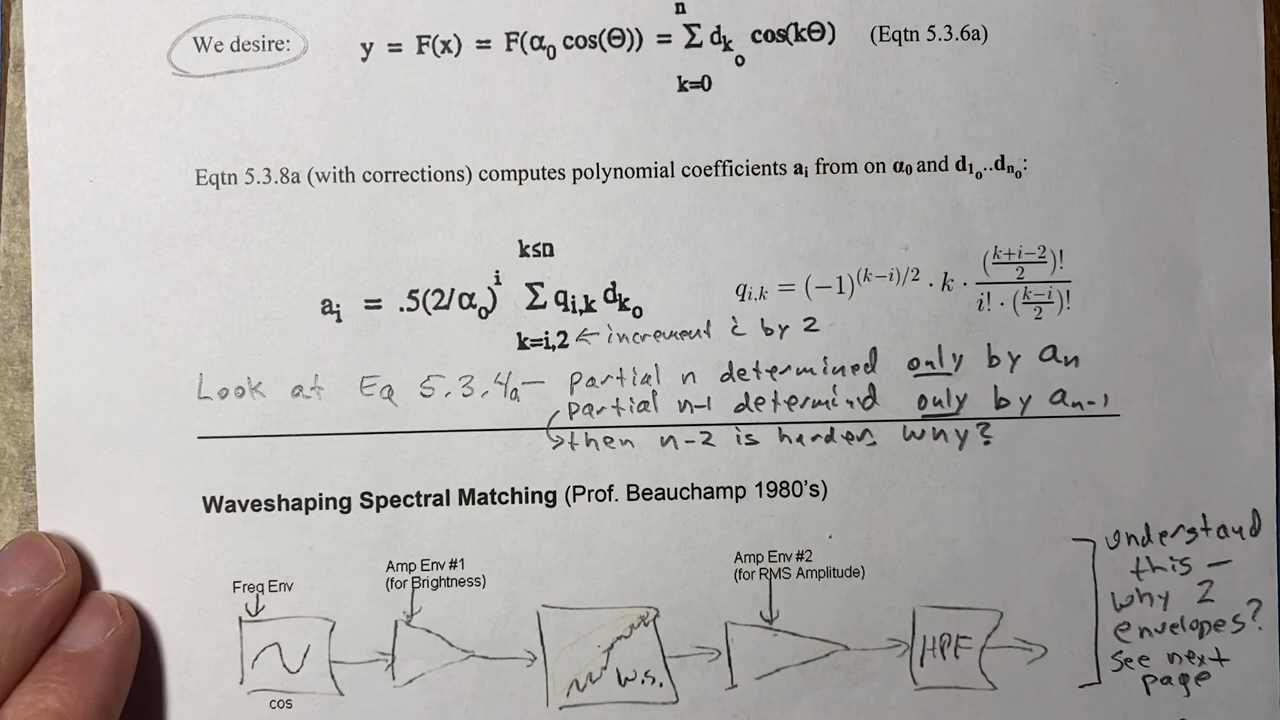 We desire: y = F(x) = F(α₀ cos(Θ)) = Σ d_k₀ cos(kΘ) (Eqtn 5.3.6a)
n
k=0
Eqtn 5.3.8a (with corrections) computes polynomial coefficients aᵢ from on α₀ and d₁₀..dₙ₀:
k≤n
aᵢ = .5(2/α₀)ⁱ Σ qᵢ,ₖ dₖ₀
k=i,2 ← increment i by 2
q_{i.k} = (-1)^{(k-i)/2} · k · ((k+i-2)/2)! / (i! · ((k-i)/2)!)
Look at Eq 5.3.4a — partial n determined only by aₙ
partial n-1 determined only by aₙ₋₁
→ then n-2 is harder, why?
Waveshaping Spectral Matching (Prof. Beauchamp 1980's)
Freq Env
Amp Env #1
(for Brightness)
Amp Env #2
(for RMS Amplitude)
cos
W.S.
HPF
understand
this —
why 2
envelopes?
see next
page